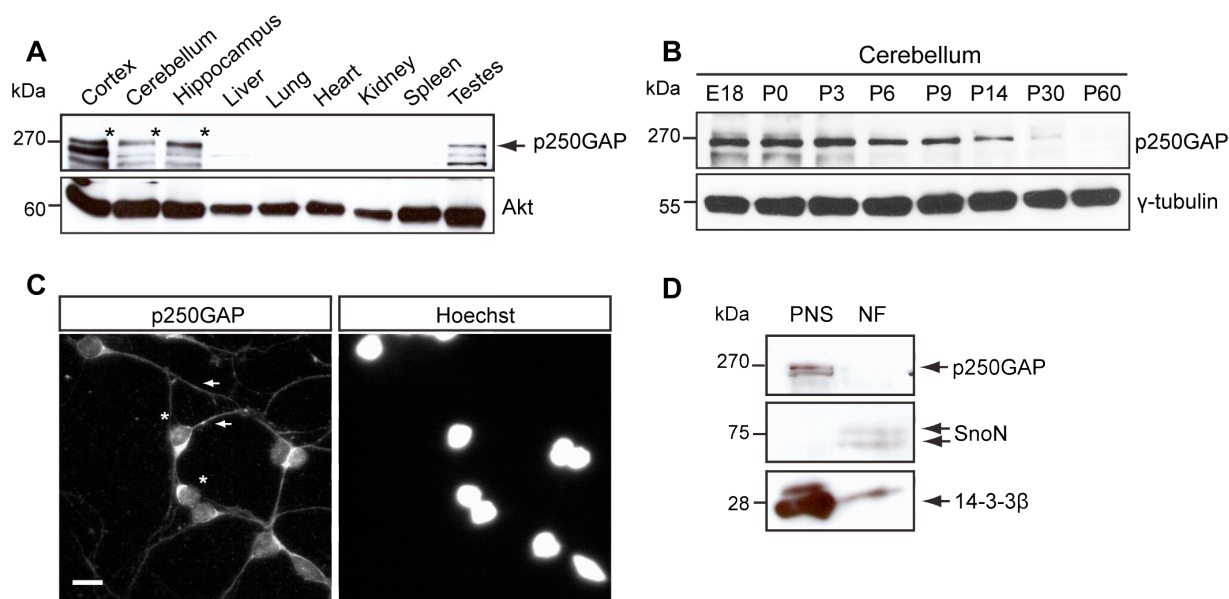 A
kDa
Cortex
Cerebellum
Hippocampus
Liver
Lung
Heart
Kidney
Spleen
Testes
270
* * *
p250GAP
60
Akt
B
Cerebellum
kDa
E18 P0 P3 P6 P9 P14 P30 P60
270
p250GAP
55
γ-tubulin
C
p250GAP
Hoechst
*
*
D
kDa
PNS NF
270
p250GAP
75
SnoN
28
14-3-3β